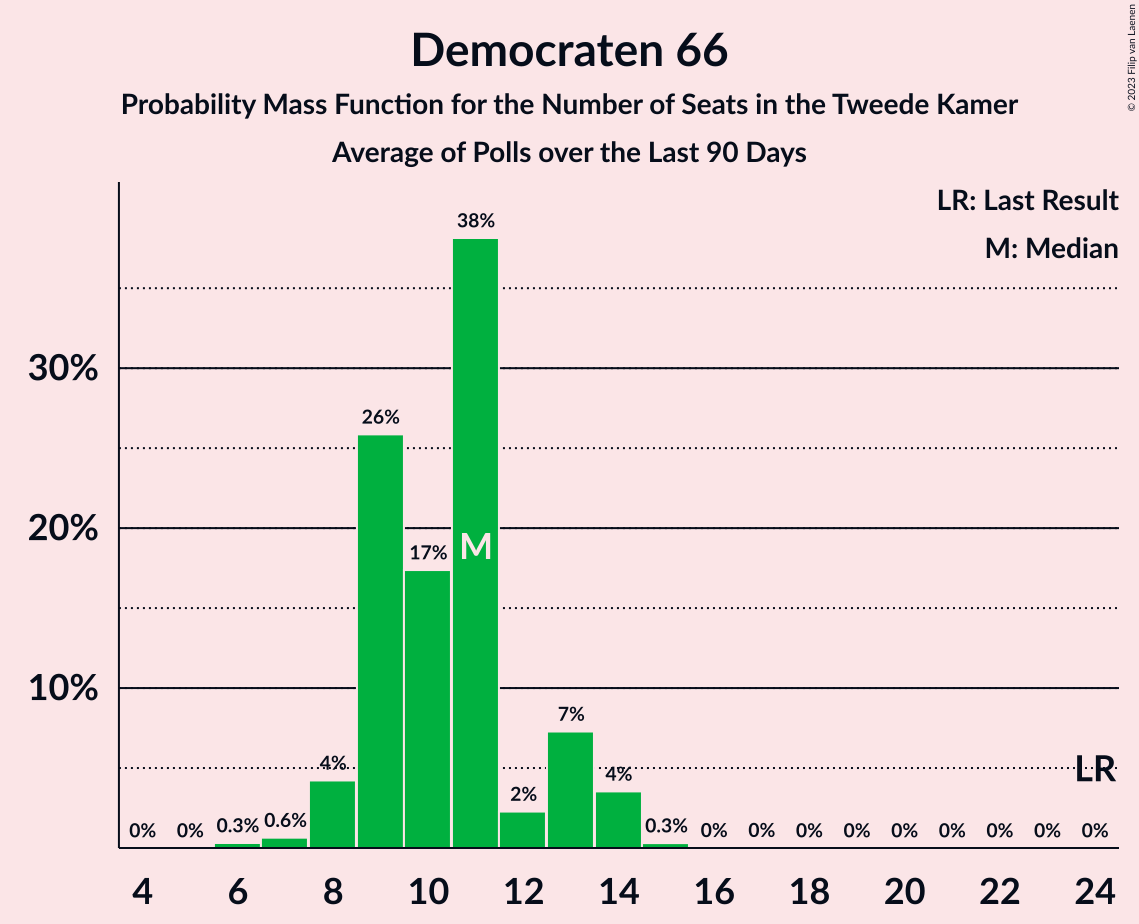 Democraten 66
Probability Mass Function for the Number of Seats in the Tweede Kamer
Average of Polls over the Last 90 Days
© 2023 Filip van Laenen
LR: Last Result
M: Median
30%
20%
10%
0% 0% 0.3% 0.6% 4% 26% 17% 38% 2% 7% 4% 0.3% 0% 0% 0% 0% 0% 0% 0% 0% 0%
M
LR
4 6 8 10 12 14 16 18 20 22 24